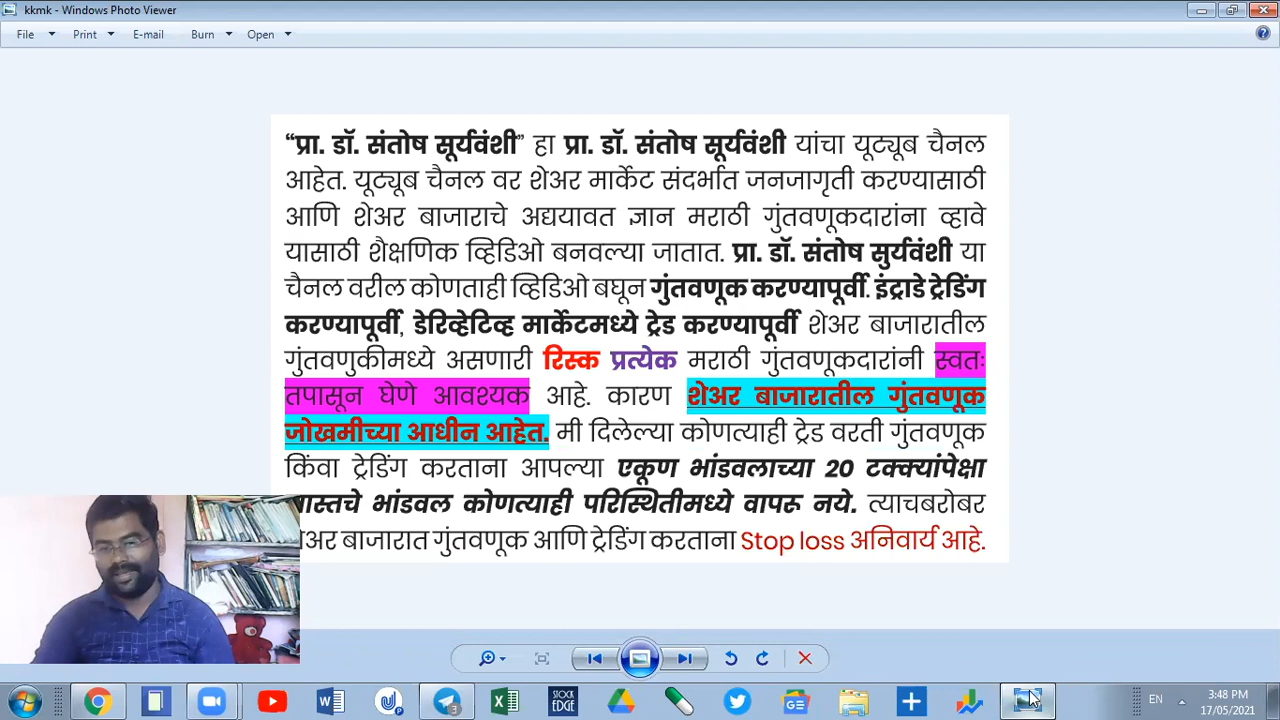 kkmk - Windows Photo Viewer
File Print E-mail Burn Open
“प्रा. डॉ. संतोष सूर्यवंशी” हा प्रा. डॉ. संतोष सूर्यवंशी यांचा यूट्यूब चैनल
आहेत. यूट्यूब चैनल वर शेअर मार्केट संदर्भात जनजागृती करण्यासाठी
आणि शेअर बाजाराचे अद्ययावत ज्ञान मराठी गुंतवणूकदारांना व्हावे
यासाठी शैक्षणिक व्हिडिओ बनवल्या जातात. प्रा. डॉ. संतोष सुर्यवंशी या
चैनल वरील कोणताही व्हिडिओ बघून गुंतवणूक करण्यापूर्वी. इंट्राडे ट्रेडिंग
करण्यापूर्वी, डेरिव्हेटिव्ह मार्केटमध्ये ट्रेड करण्यापूर्वी शेअर बाजारातील
गुंतवणुकीमध्ये असणारी रिस्क प्रत्येक मराठी गुंतवणूकदारांनी स्वतः
तपासून घेणे आवश्यक आहे. कारण शेअर बाजारातील गुंतवणूक
जोखमीच्या आधीन आहेत. मी दिलेल्या कोणत्याही ट्रेड वरती गुंतवणूक
किंवा ट्रेडिंग करताना आपल्या एकूण भांडवलाच्या 20 टक्क्यांपेक्षा
भांडवल कोणत्याही परिस्थितीमध्ये वापरू नये. त्याचबरोबर
बाजारात गुंतवणूक आणि ट्रेडिंग करताना Stop loss अनिवार्य आहे.
STOCK
EDGE
EN
3:48 PM
17/05/2021